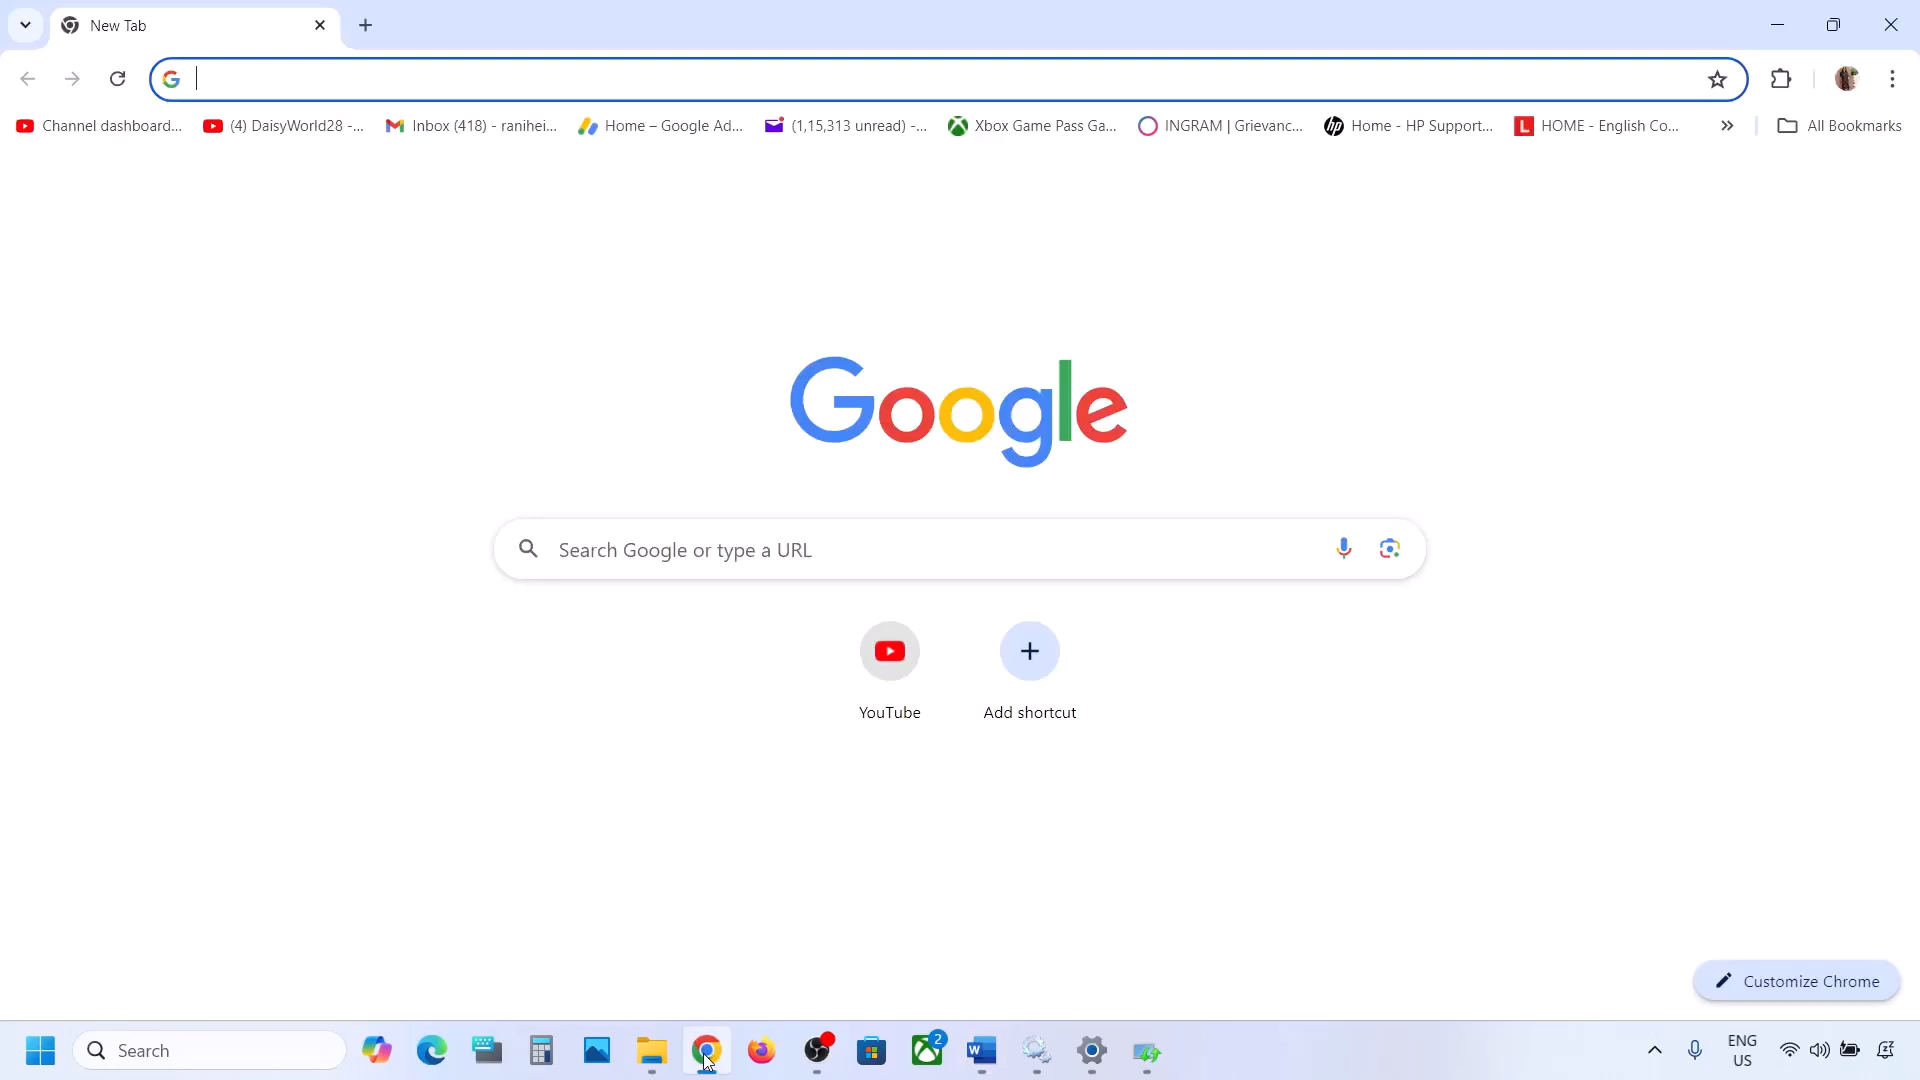 New Tab
Channel dashboard...
(4) DaisyWorld28 -...
Inbox (418) - ranihei...
Home – Google Ad...
(1,15,313 unread) -...
Xbox Game Pass Ga...
INGRAM | Grievanc...
Home - HP Support...
HOME - English Co...
All Bookmarks
Google
Search Google or type a URL
YouTube
Add shortcut
Customize Chrome
Search
2
ENG
US